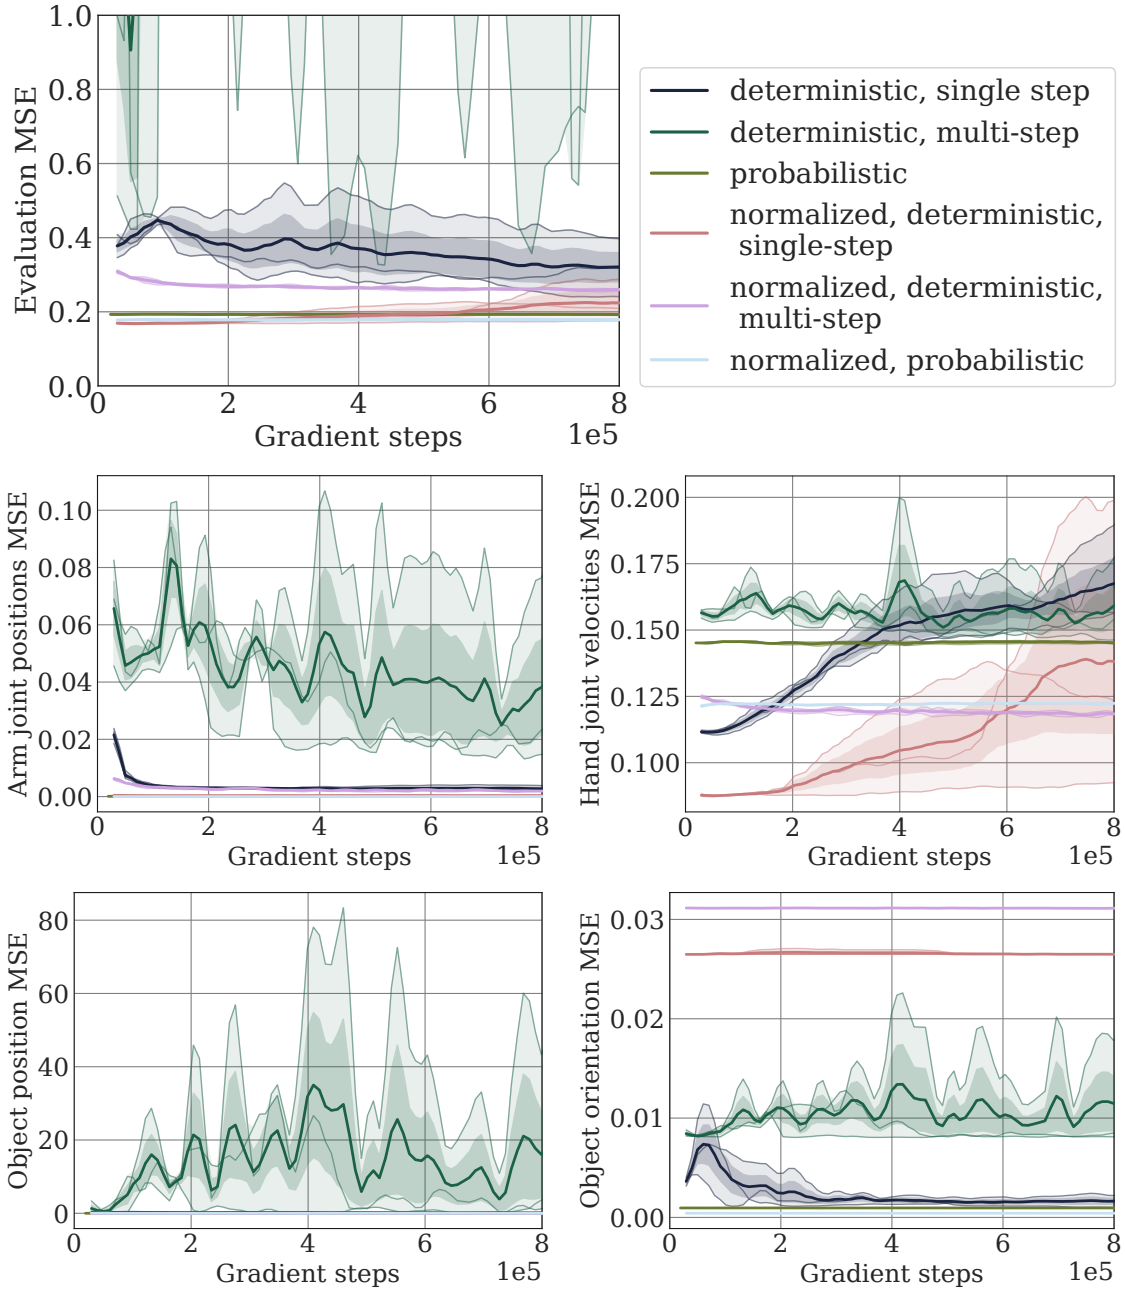 1.0
0.8
0.6
0.4
0.2
0.0
Evaluation MSE
0 2 4 6 8
Gradient steps 1e5
deterministic, single step
deterministic, multi-step
probabilistic
normalized, deterministic,
single-step
normalized, deterministic,
multi-step
normalized, probabilistic
0.10
0.08
0.06
0.04
0.02
0.00
Arm joint positions MSE
0 2 4 6 8
Gradient steps 1e5
0.200
0.175
0.150
0.125
0.100
Hand joint velocities MSE
0 2 4 6 8
Gradient steps 1e5
80
60
40
20
0
Object position MSE
0 2 4 6 8
Gradient steps 1e5
0.03
0.02
0.01
0.00
Object orientation MSE
0 2 4 6 8
Gradient steps 1e5